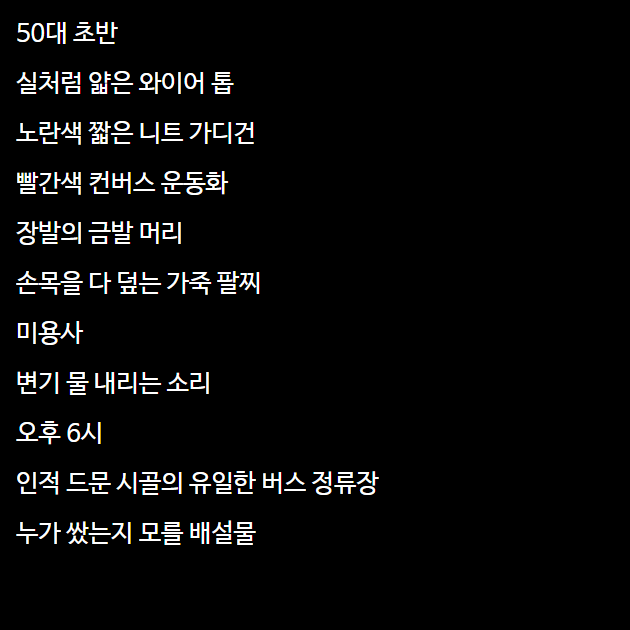 50대 초반
실처럼 얇은 와이어 톱
노란색 짧은 니트 가디건
빨간색 컨버스 운동화
장발의 금발 머리
손목을 다 덮는 가죽 팔찌
미용사
변기 물 내리는 소리
오후 6시
인적 드문 시골의 유일한 버스 정류장
누가 쌌는지 모를 배설물